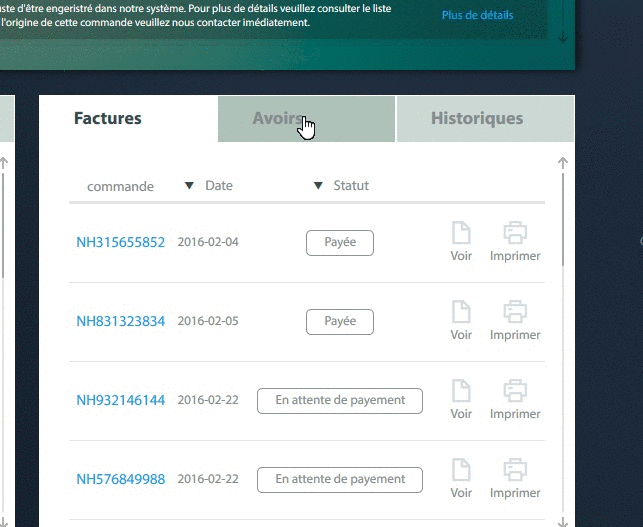 uste d'être engeristré dans notre système. Pour plus de détails veuillez consulter le liste
l'origine de cette commande veuillez nous contacter imédiatement.
Plus de détails
Factures
Avoirs
Historiques
commande ▼ Date ▼ Statut
NH315655852 2016-02-04 Payée Voir Imprimer
NH831323834 2016-02-05 Payée Voir Imprimer
NH932146144 2016-02-22 En attente de payement Voir Imprimer
NH576849988 2016-02-22 En attente de payement Voir Imprimer